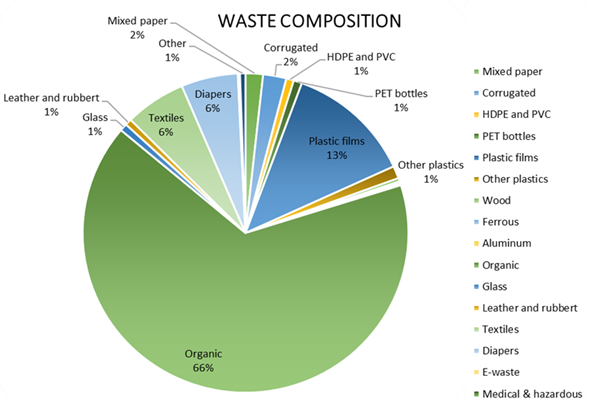 WASTE COMPOSITION
Mixed paper
2%
Other
1%
Corrugated
2%
HDPE and PVC
1%
PET bottles
1%
Diapers
6%
Leather and rubbert
1%
Glass
1%
Textiles
6%
Plastic films
13%
Other plastics
1%
Organic
66%
Mixed paper
Corrugated
HDPE and PVC
PET bottles
Plastic films
Other plastics
Wood
Ferrous
Aluminum
Organic
Glass
Leather and rubbert
Textiles
Diapers
E-waste
Medical & hazardous